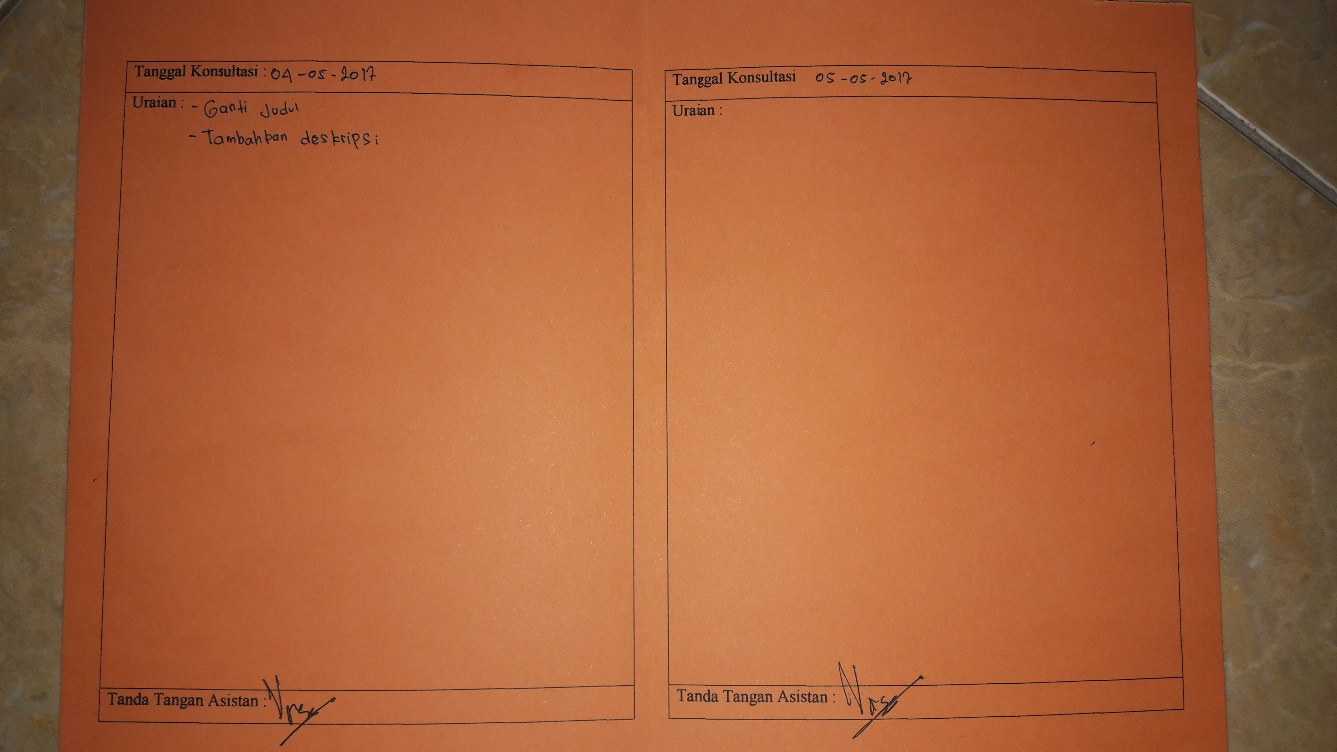 Tanggal Konsultasi : 04-05-2017
Uraian : - Ganti Judul
- Tambahkan deskripsi
Tanda Tangan Asistan :
Tanggal Konsultasi 05-05-2017
Uraian :
Tanda Tangan Asistan :